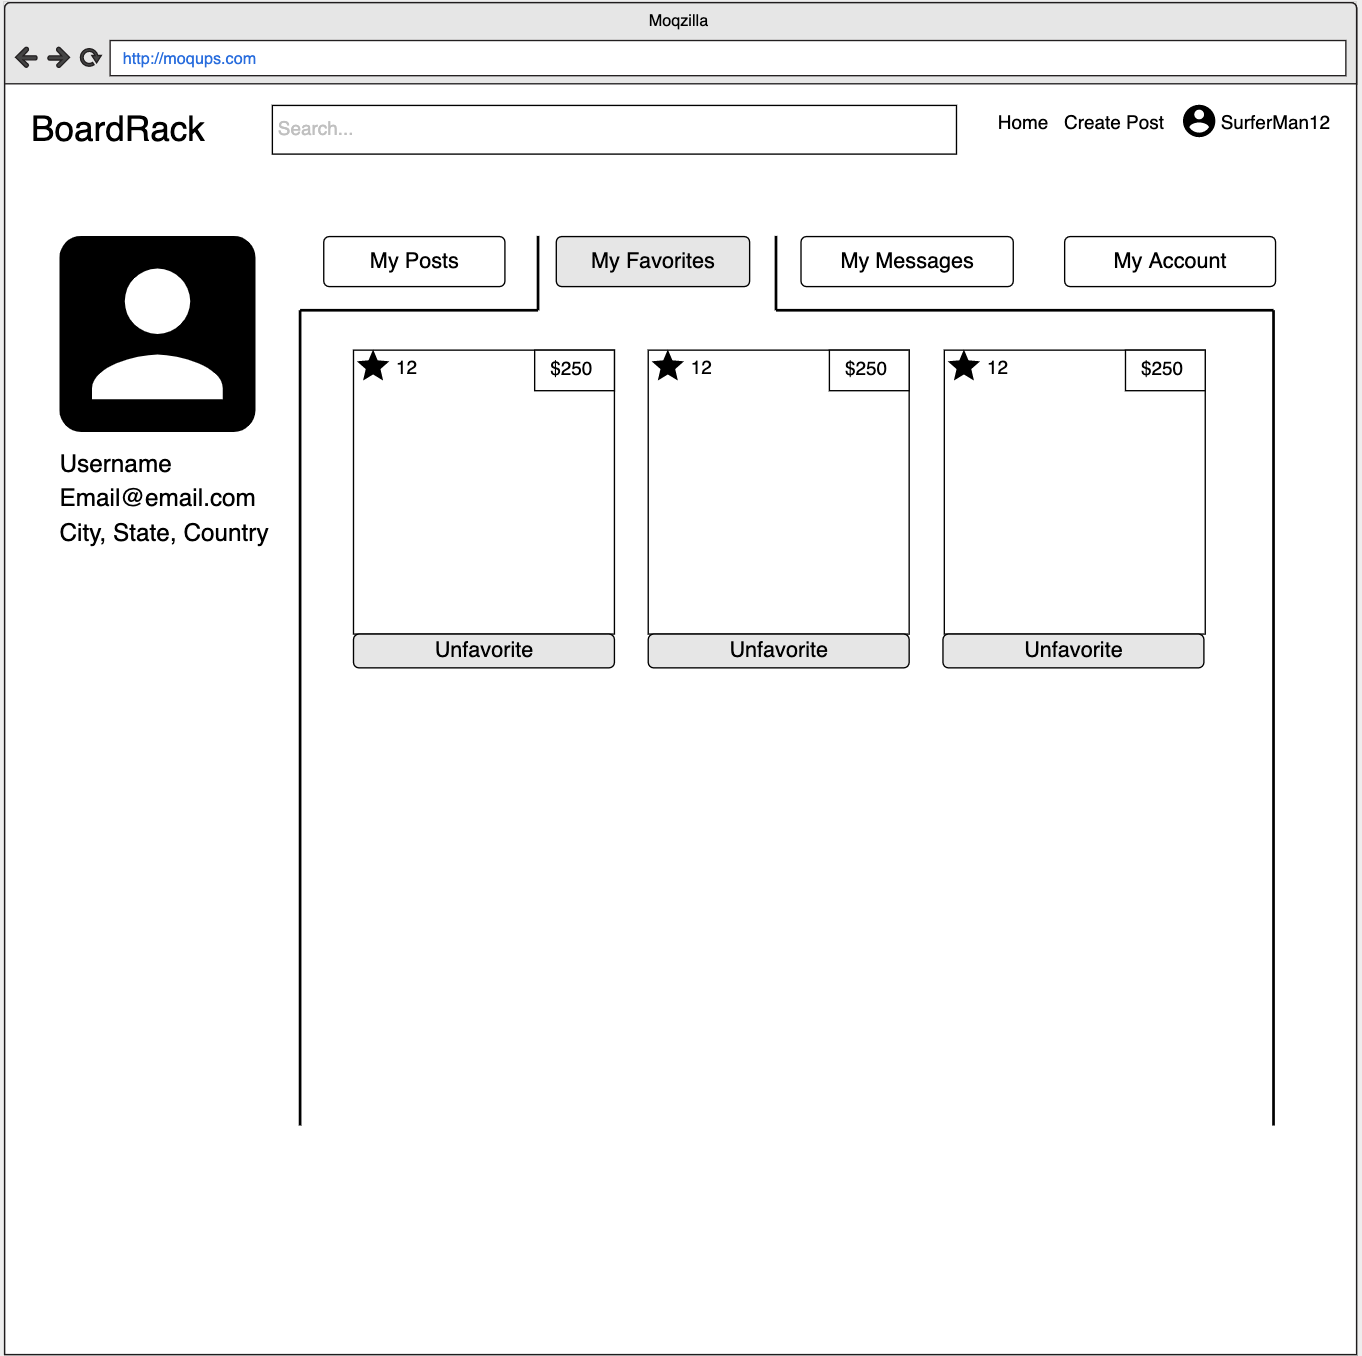 Moqzilla
http://moqups.com
BoardRack
Search...
Home Create Post SurferMan12
My Posts My Favorites My Messages My Account
12 $250 12 $250 12 $250
Username
Email@email.com
City, State, Country
Unfavorite Unfavorite Unfavorite